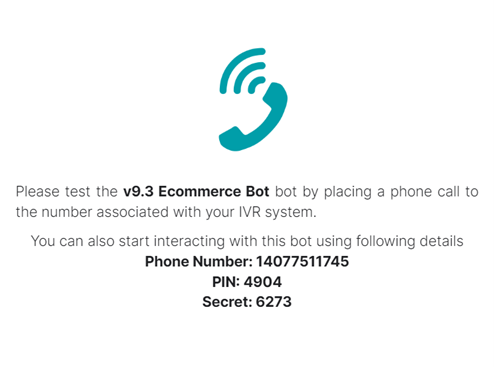 Please test the v9.3 Ecommerce Bot bot by placing a phone call to
the number associated with your IVR system.
You can also start interacting with this bot using following details
Phone Number: 14077511745
PIN: 4904
Secret: 6273